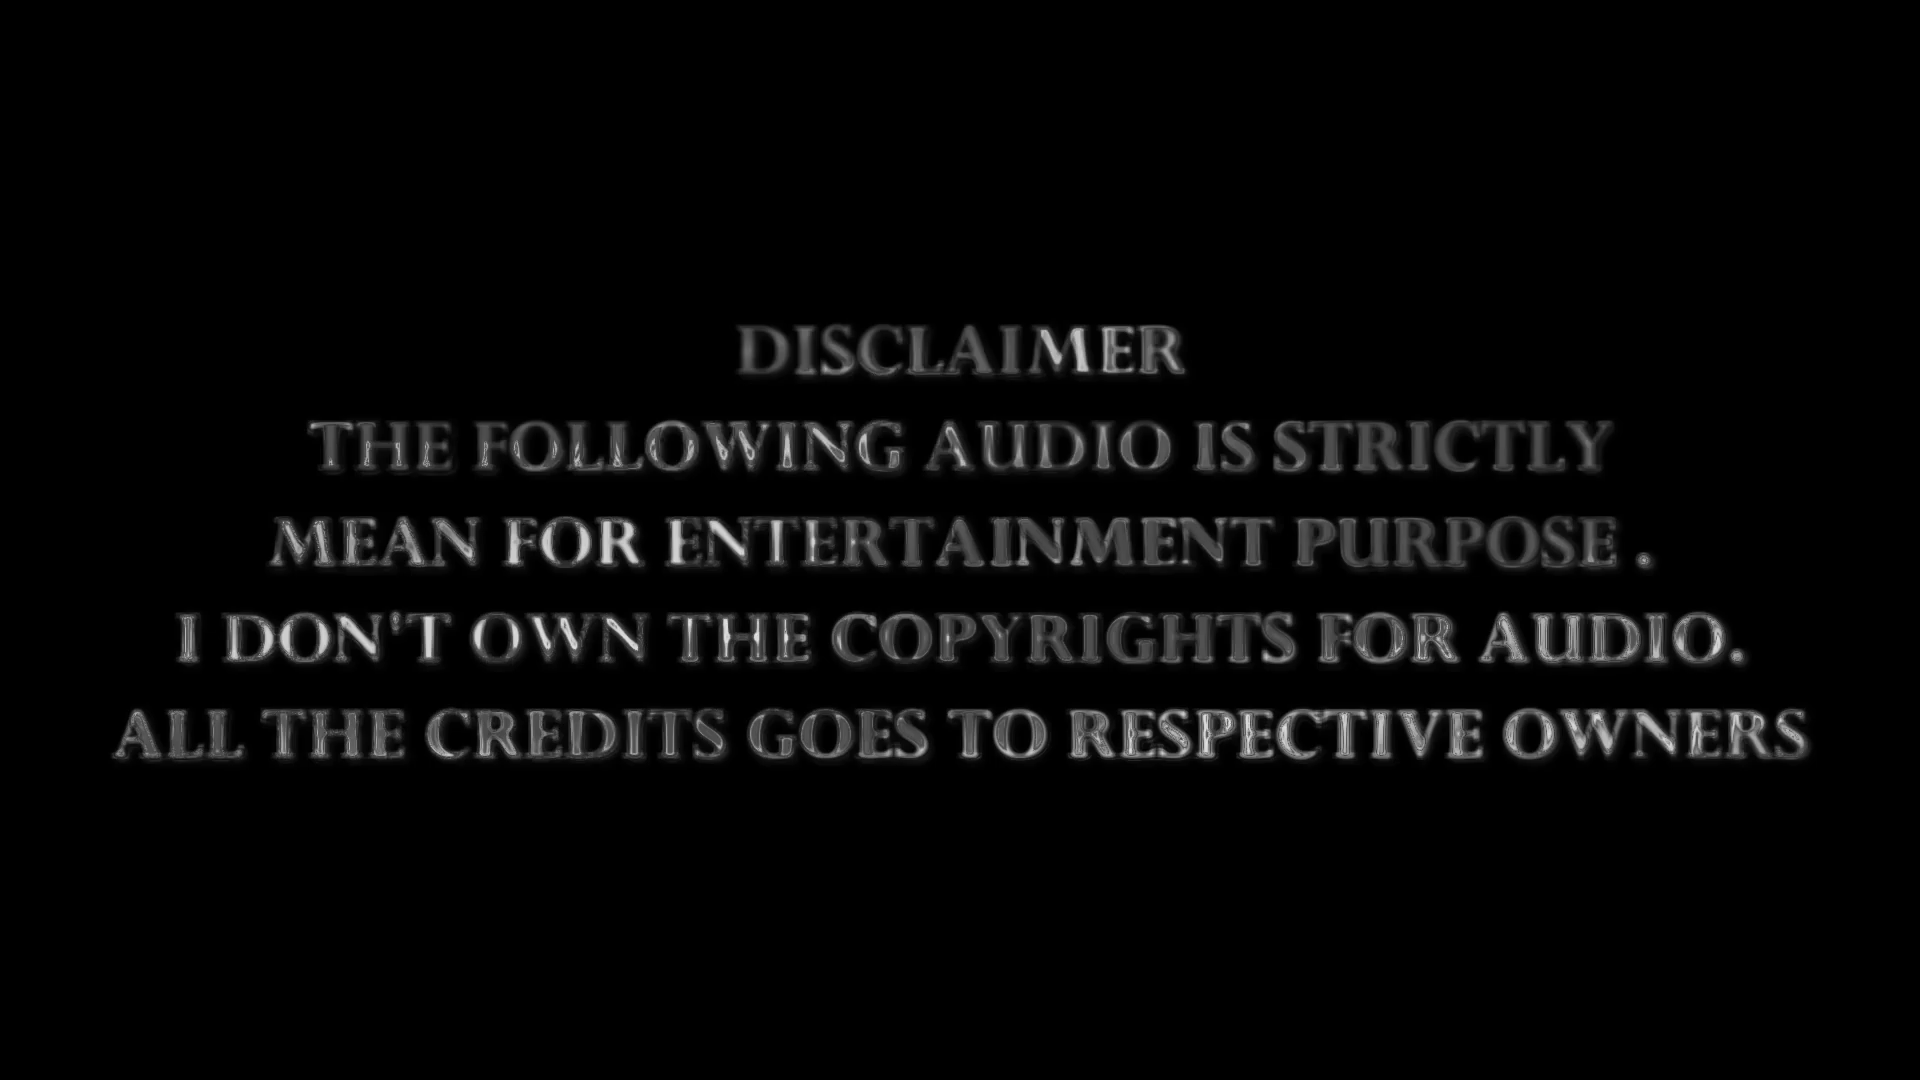 DISCLAIMER
THE FOLLOWING AUDIO IS STRICTLY
MEAN FOR ENTERTAINMENT PURPOSE .
I DON'T OWN THE COPYRIGHTS FOR AUDIO.
ALL THE CREDITS GOES TO RESPECTIVE OWNERS